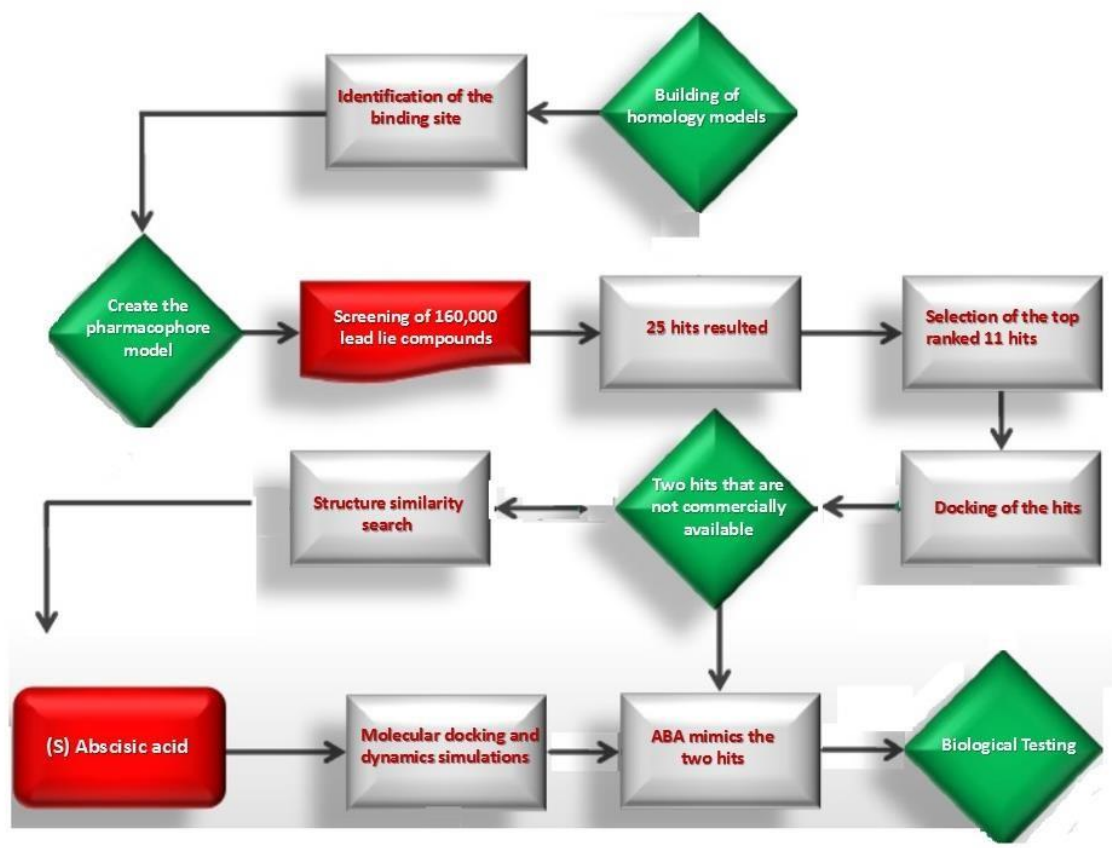 Building of
homology models
Identification of the
binding site
Create the
pharmacophore
model
Screening of 160,000
lead lie compounds
25 hits resulted
Selection of the top
ranked 11 hits
Docking of the hits
Two hits that are
not commercially
available
Structure similarity
search
(S) Abscisic acid
Molecular docking and
dynamics simulations
ABA mimics the
two hits
Biological Testing